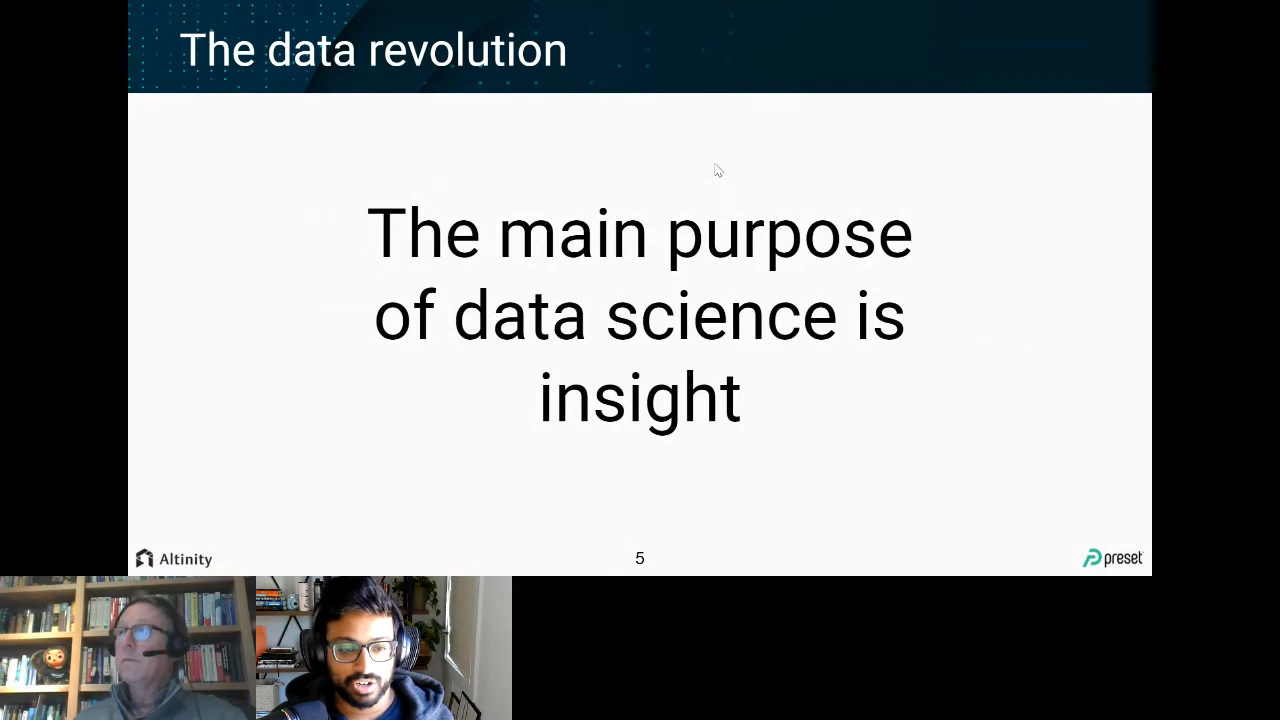 The data revolution
The main purpose
of data science is
insight
Altinity
5
preset